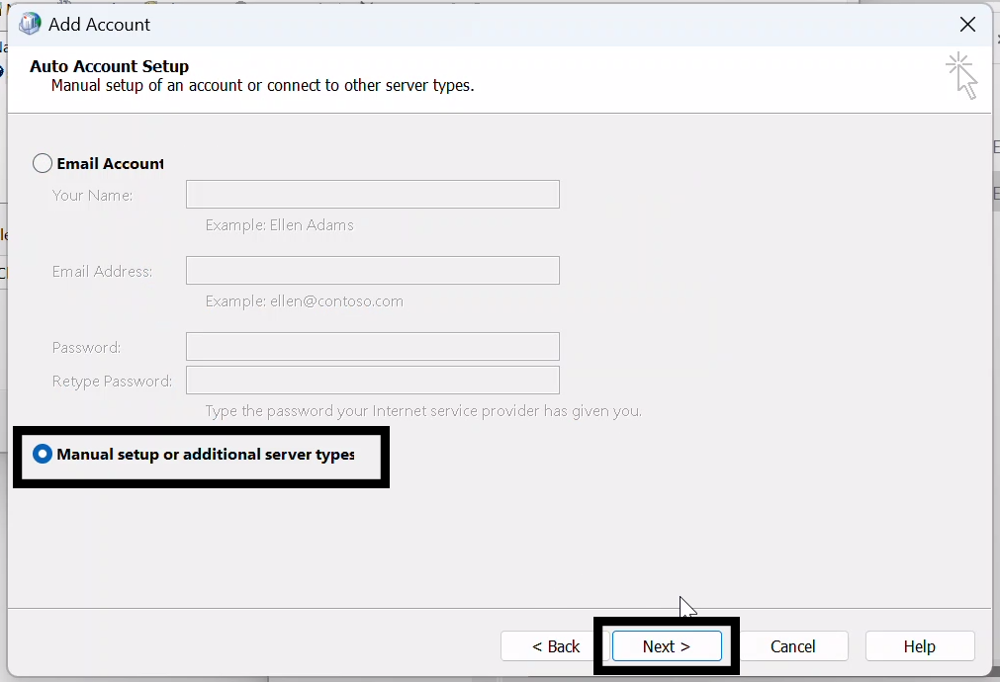 Add Account
Auto Account Setup
Manual setup of an account or connect to other server types.
Email Account
Your Name:
Example: Ellen Adams
Email Address:
Example: ellen@contoso.com
Password:
Retype Password:
Type the password your Internet service provider has given you.
Manual setup or additional server types
< Back Next > Cancel Help